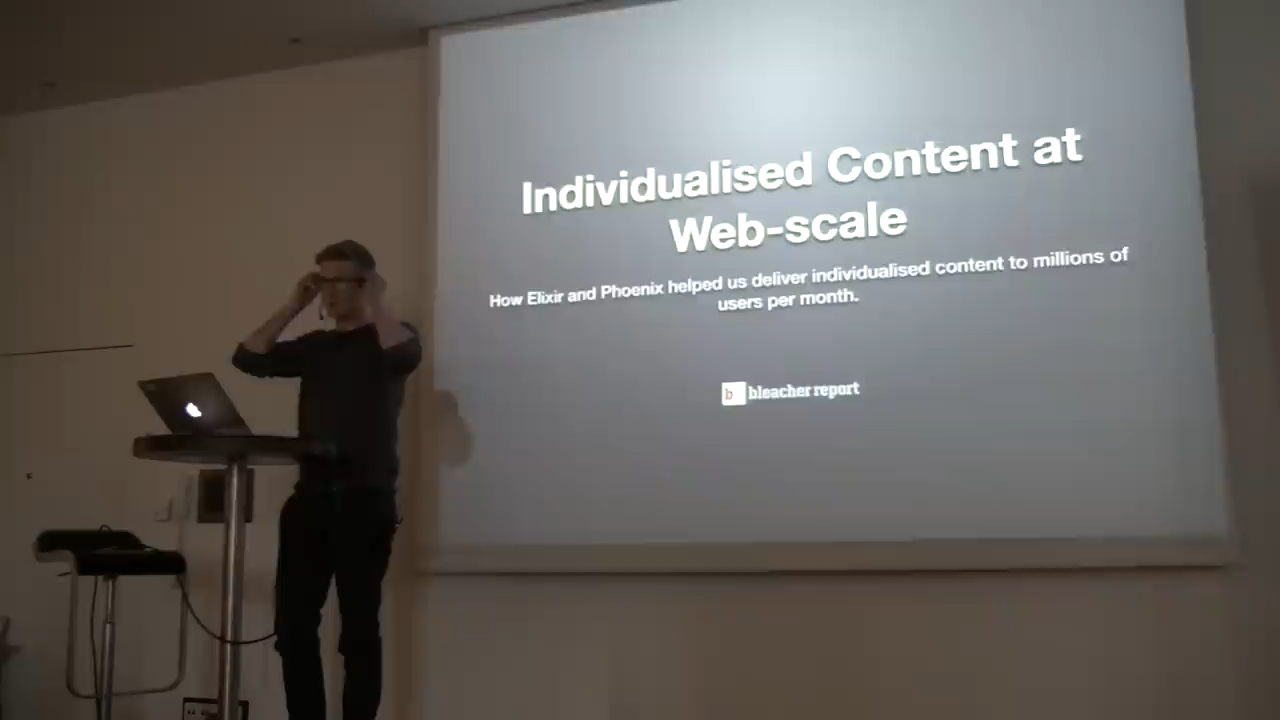 Individualised Content at
Web-scale
How Elixir and Phoenix helped us deliver individualised content to millions of
users per month.
b bleacher report